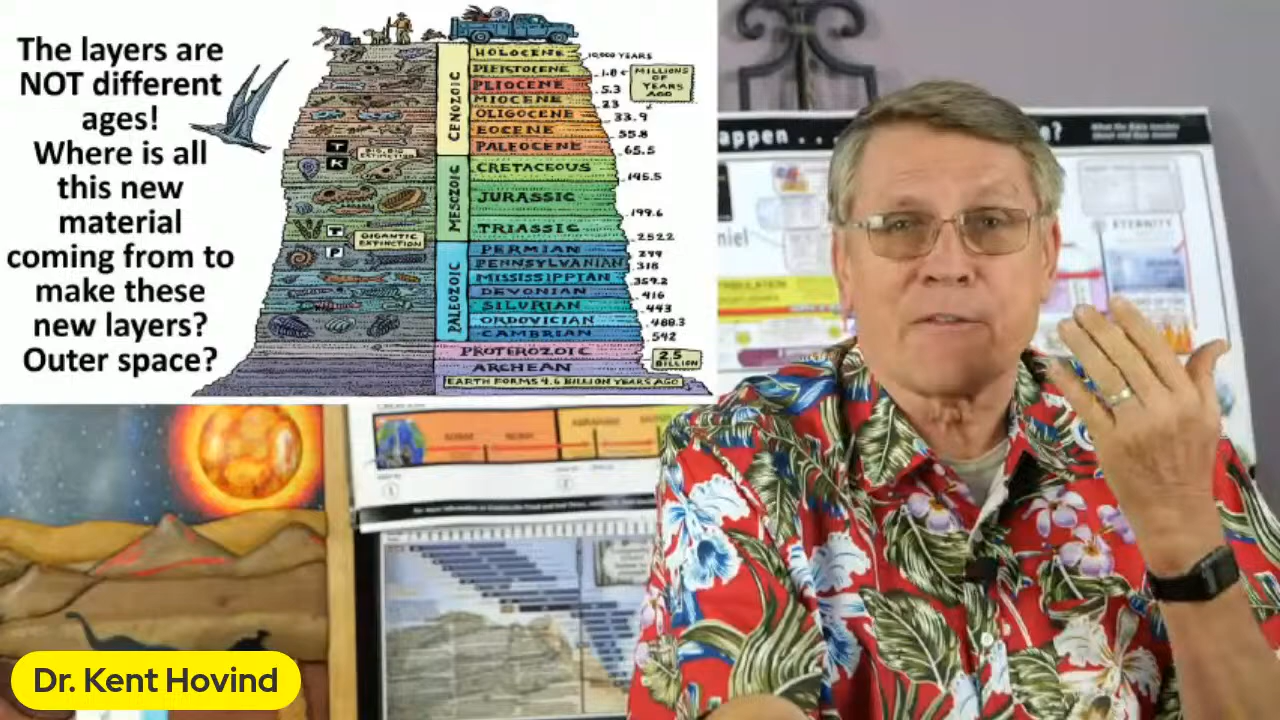 The layers are
NOT different
ages!
Where is all
this new
material
coming from to
make these
new layers?
Outer space?
CENOZOIC
MESOZOIC
PALEOZOIC
HOLOCENE
PLEISTOCENE
PLIOCENE
MIOCENE
OLIGOCENE
EOCENE
PALEOCENE
CRETACEOUS
JURASSIC
TRIASSIC
PERMIAN
PENNSYLVANIAN
MISSISSIPPIAN
DEVONIAN
SILURIAN
ORDOVICIAN
CAMBRIAN
PROTEROZOIC
ARCHEAN
EARTH FORMS 4.6 BILLION YEARS AGO
10,000 YEARS
1.8
MILLIONS
OF
YEARS
AGO
5.3
23
33.9
55.8
65.5
145.5
199.6
252.2
299
318
359.2
416
443
488.3
542
2.5
BILLION
T
K
T
P
GIGANTIC
EXTINCTION
appen . .
e?
niel
ETERNITY
Dr. Kent Hovind